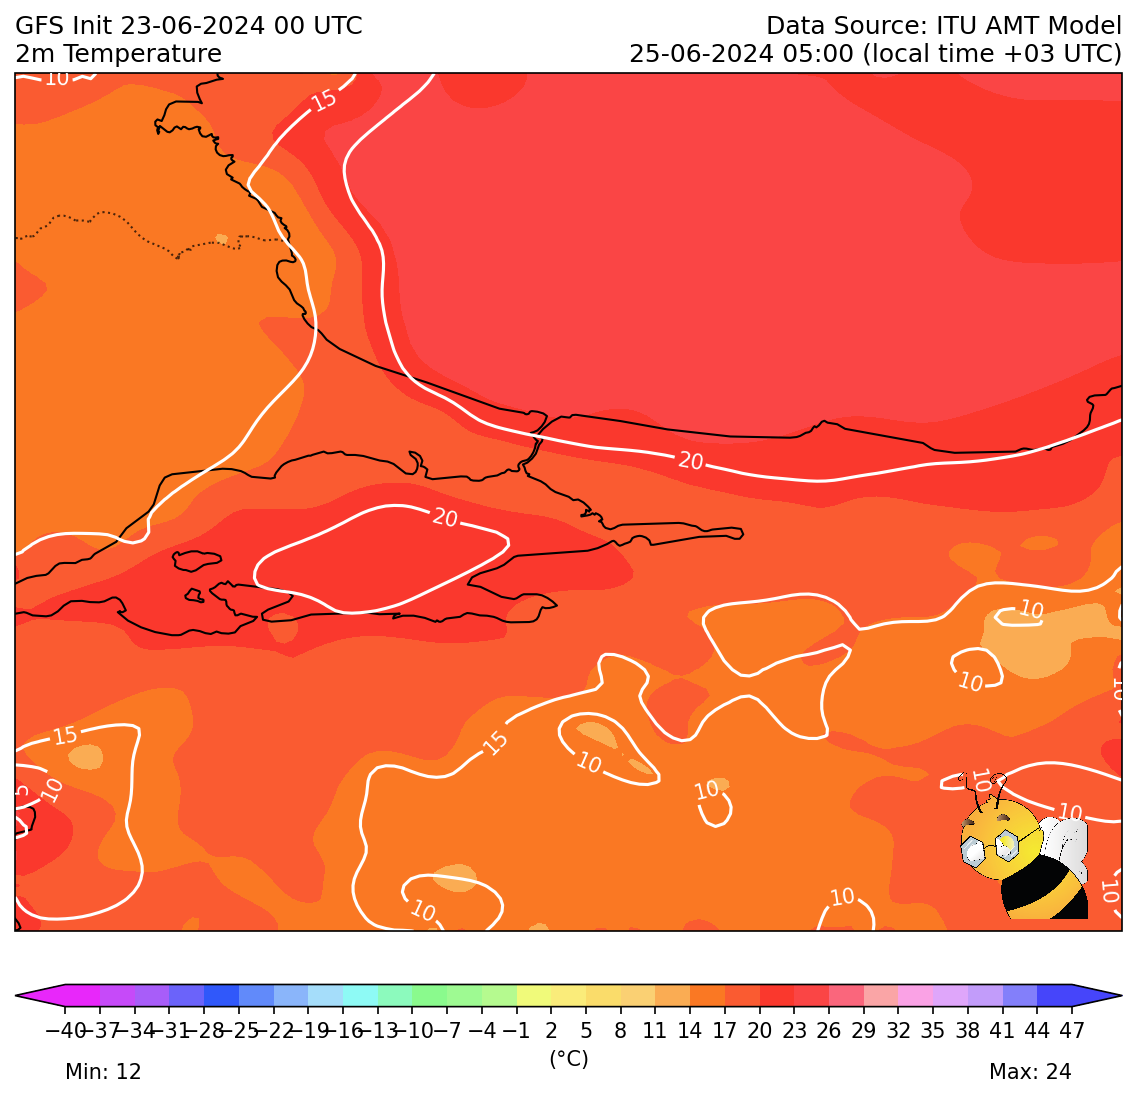 GFS Init 23-06-2024 00 UTC
Data Source: ITU AMT Model
2m Temperature
25-06-2024 05:00 (local time +03 UTC)
10
15
20
20
10
10
10
15
15
10
10
5
10
10
10
10
10
10
−40 −37 −34 −31 −28 −25 −22 −19 −16 −13 −10 −7 −4 −1 2 5 8 11 14 17 20 23 26 29 32 35 38 41 44 47
(°C)
Min: 12
Max: 24